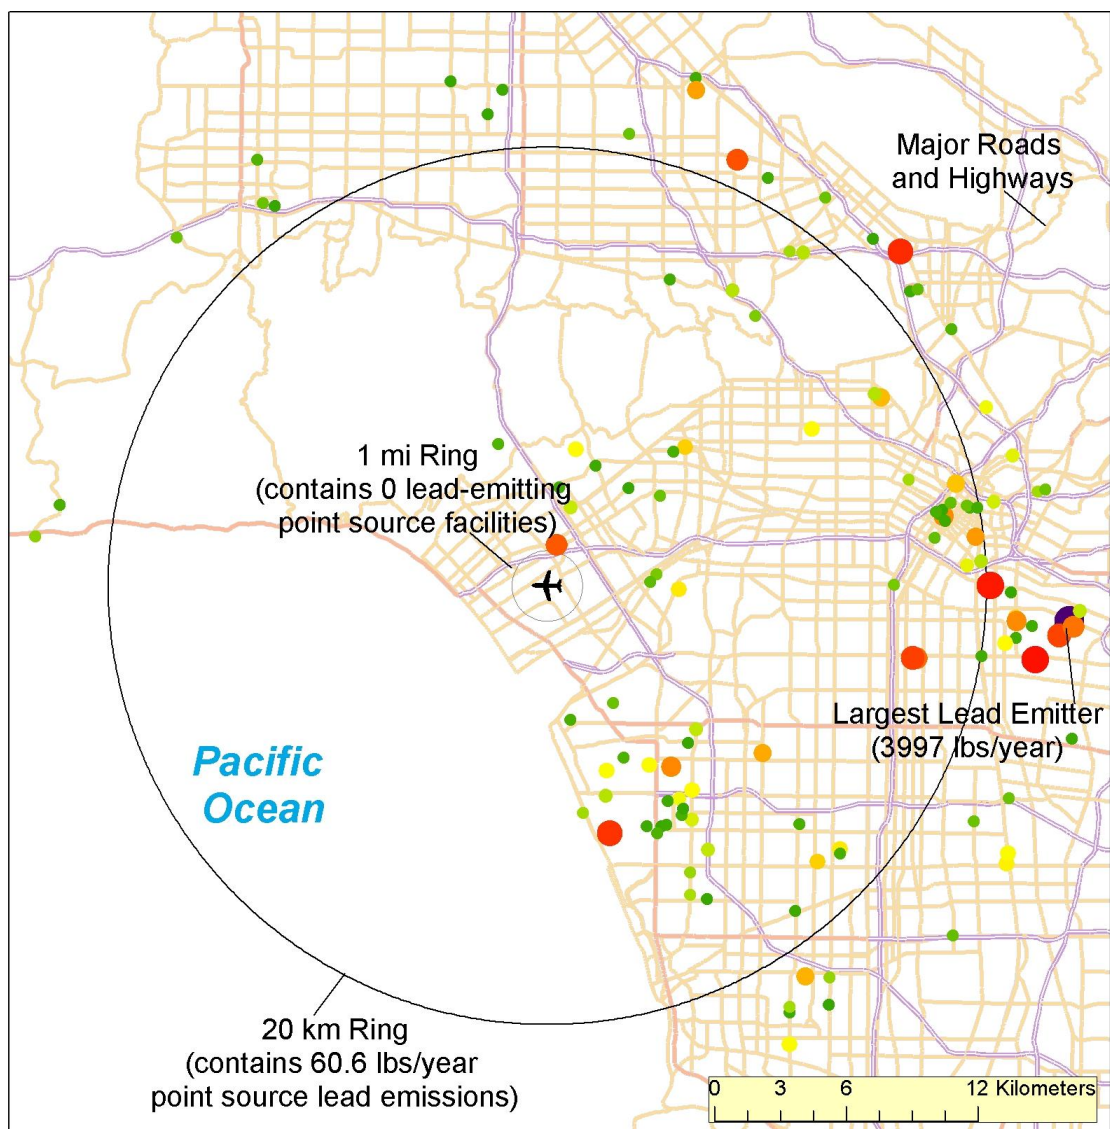 Major Roads
and Highways
1 mi Ring
(contains 0 lead-emitting
point source facilities)
Largest Lead Emitter
(3997 lbs/year)
Pacific
Ocean
20 km Ring
(contains 60.6 lbs/year
point source lead emissions)
0 3 6 12 Kilometers